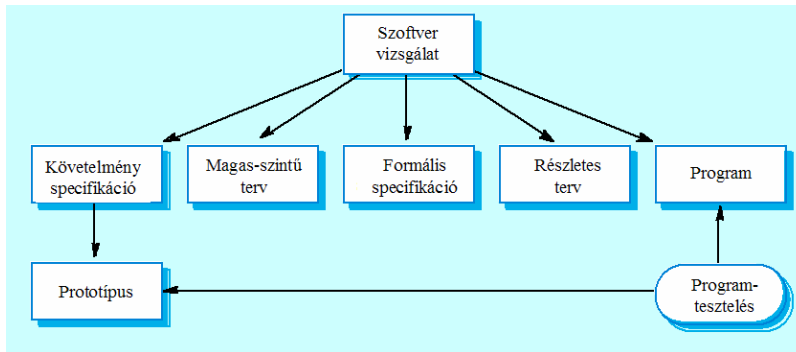 Szoftver
vizsgálat
Követelmény
specifikáció
Magas-szintű
terv
Formális
specifikáció
Részletes
terv
Program
Prototípus
Program-
tesztelés